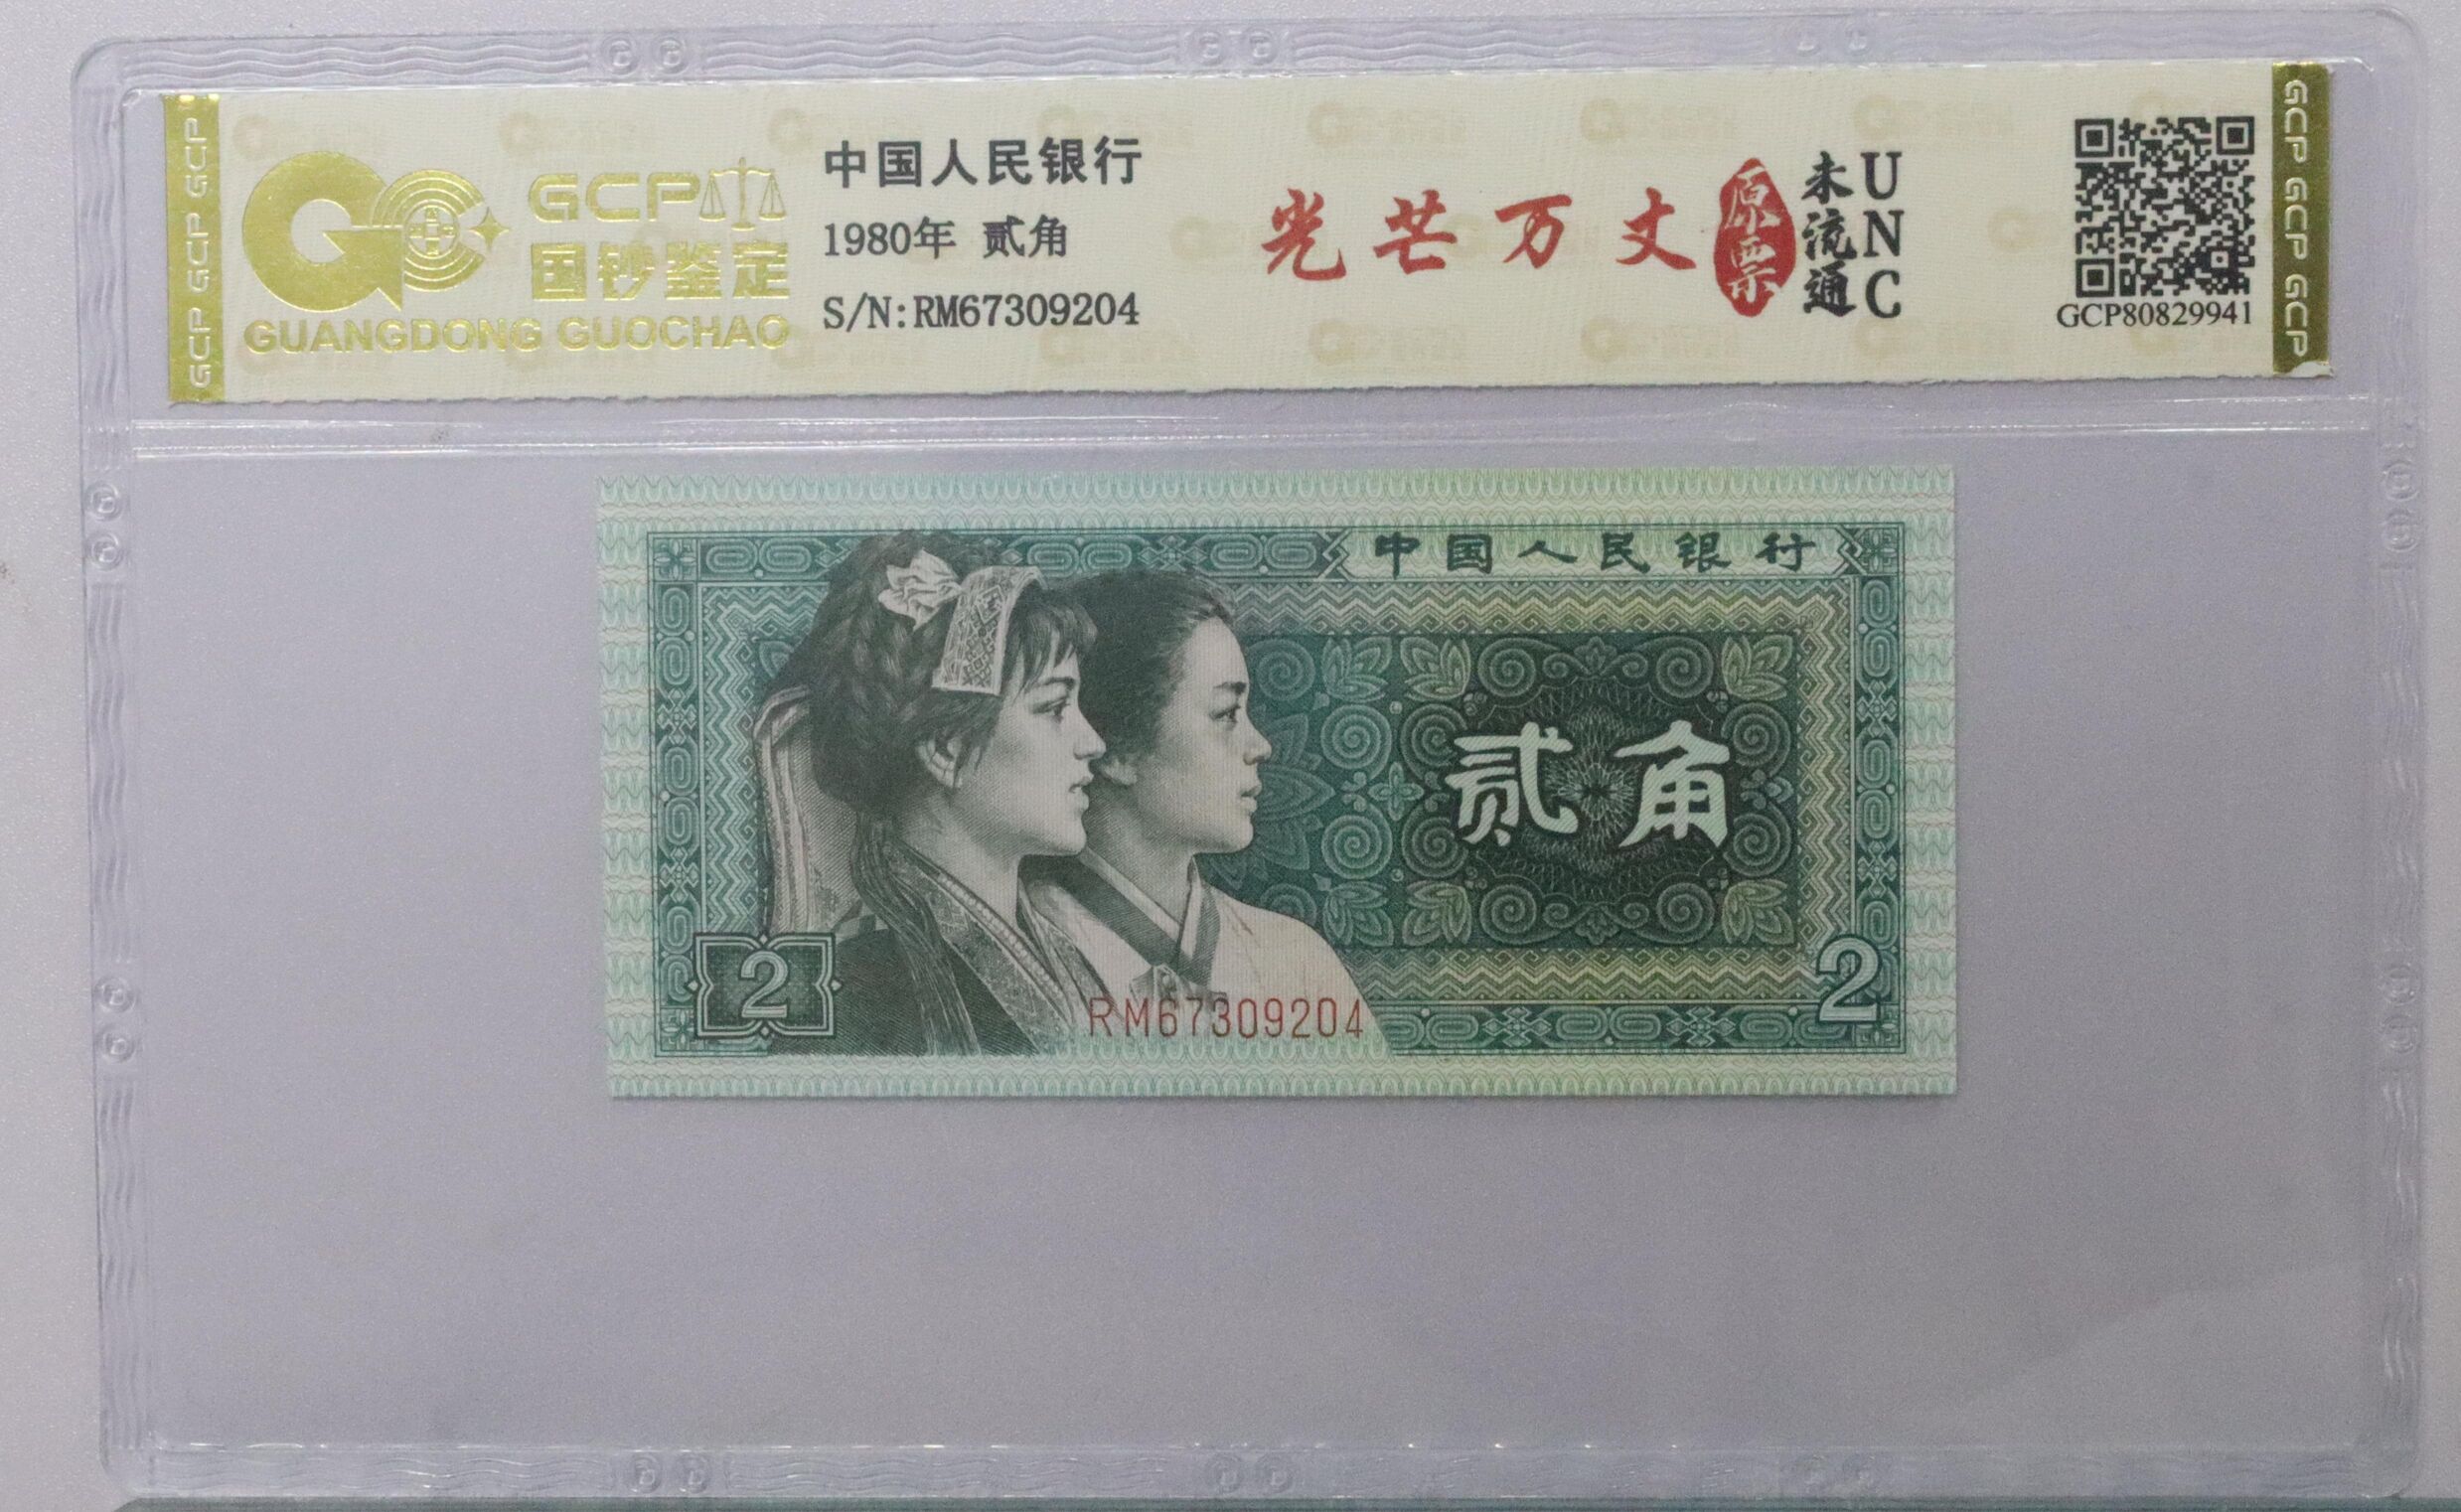 GCP GCP GCP
GCP
国钞鉴定
GUANGDONG GUOCHAO
中国人民银行
1980年 贰角
S/N:RM67309204
光芒万丈
原票
未流通
UNC
GCP80829941
GCP GCP GCP
中国人民银行
贰角
2
RM67309204
2